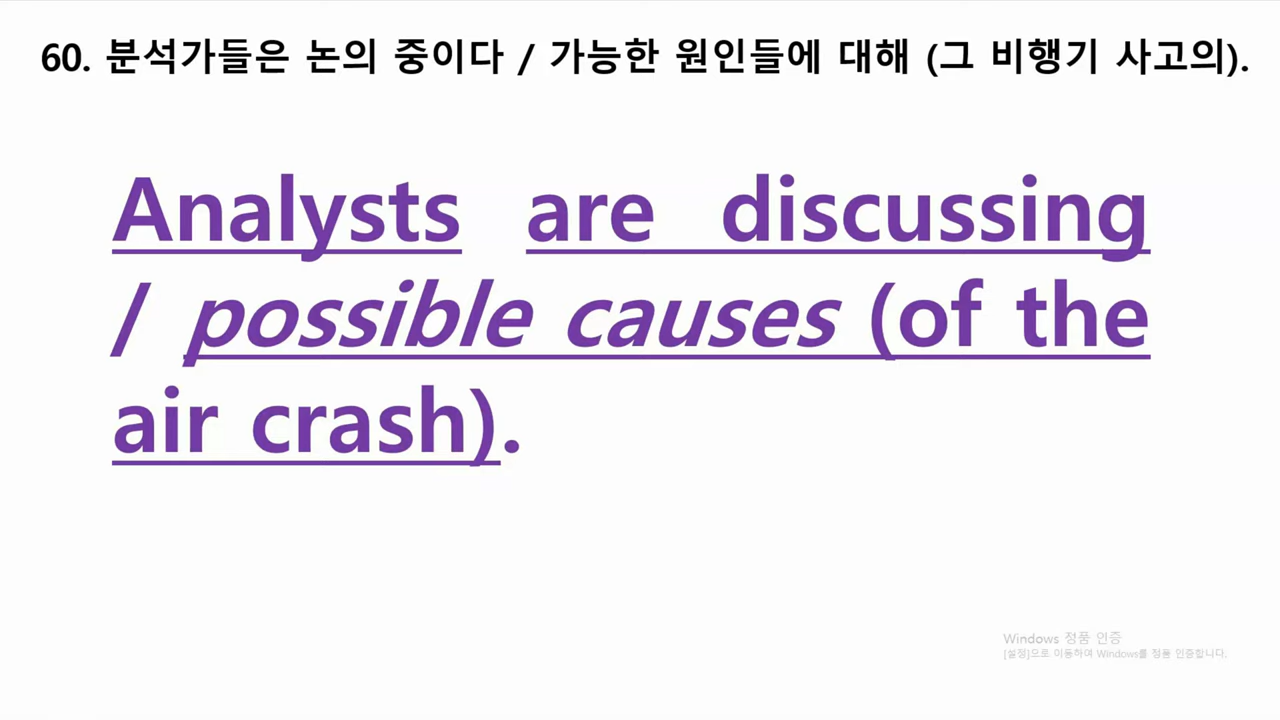 60. 분석가들은 논의 중이다 / 가능한 원인들에 대해 (그 비행기 사고의).
Analysts are discussing
/ possible causes (of the
air crash).
Windows 정품 인증
[설정]으로 이동하여 Windows를 정품 인증합니다.